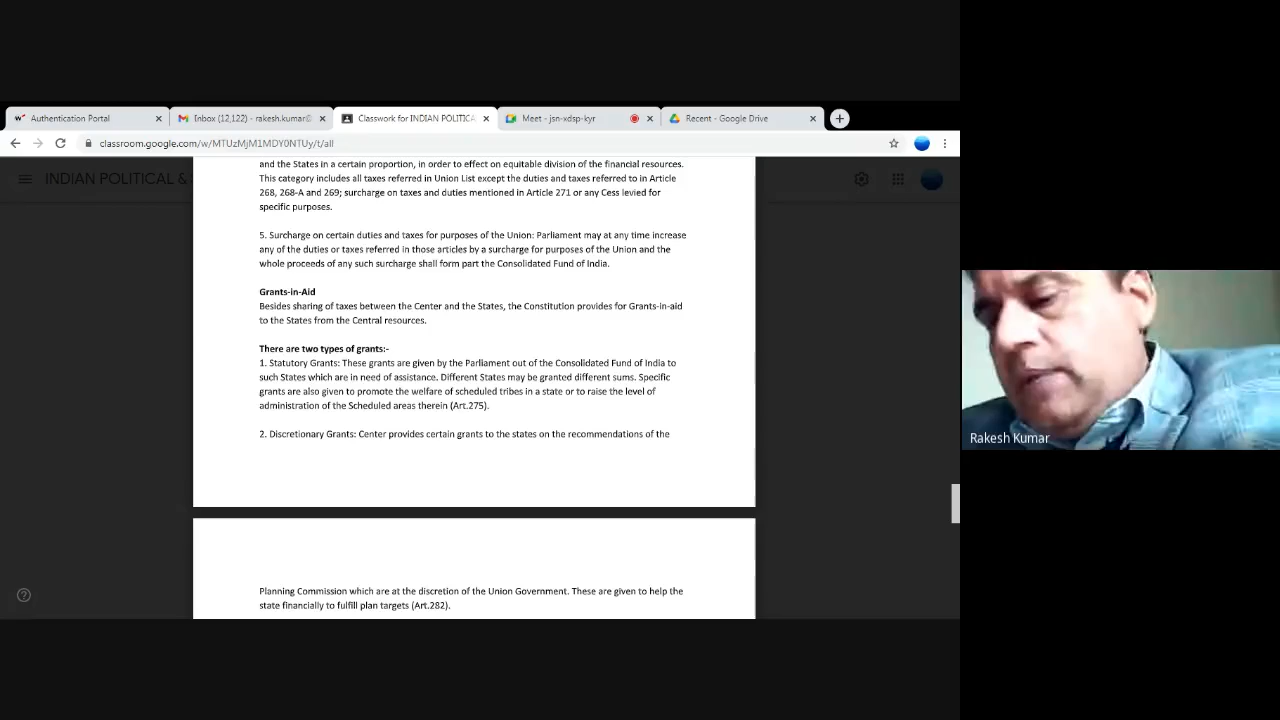 Authentication Portal
Inbox (12,122) - rakesh.kumar@
Classwork for INDIAN POLITICA
Meet - jsn-xdsp-kyr
Recent - Google Drive
classroom.google.com/w/MTUzMjM1MDY0NTUy/t/all
INDIAN POLITICAL &
and the States in a certain proportion, in order to effect on equitable division of the financial resources.
This category includes all taxes referred in Union List except the duties and taxes referred to in Article
268, 268-A and 269; surcharge on taxes and duties mentioned in Article 271 or any Cess levied for
specific purposes.
5. Surcharge on certain duties and taxes for purposes of the Union: Parliament may at any time increase
any of the duties or taxes referred in those articles by a surcharge for purposes of the Union and the
whole proceeds of any such surcharge shall form part the Consolidated Fund of India.
Grants-in-Aid
Besides sharing of taxes between the Center and the States, the Constitution provides for Grants-in-aid
to the States from the Central resources.
There are two types of grants:-
1. Statutory Grants: These grants are given by the Parliament out of the Consolidated Fund of India to
such States which are in need of assistance. Different States may be granted different sums. Specific
grants are also given to promote the welfare of scheduled tribes in a state or to raise the level of
administration of the Scheduled areas therein (Art.275).
2. Discretionary Grants: Center provides certain grants to the states on the recommendations of the
Planning Commission which are at the discretion of the Union Government. These are given to help the
state financially to fulfill plan targets (Art.282).
Rakesh Kumar